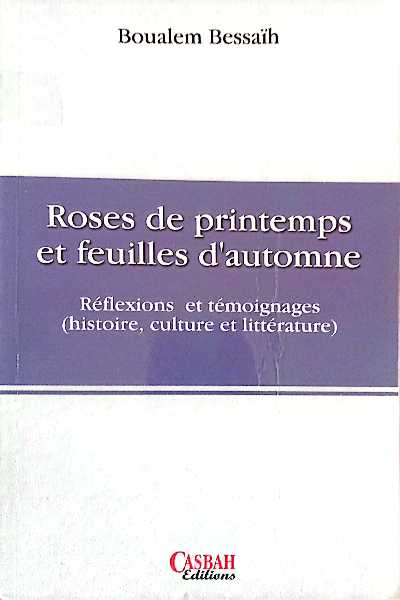 Boualem Bessaïh
Roses de printemps
et feuilles d'automne
Réflexions et témoignages
(histoire, culture et littérature)
CASBAH
Editions